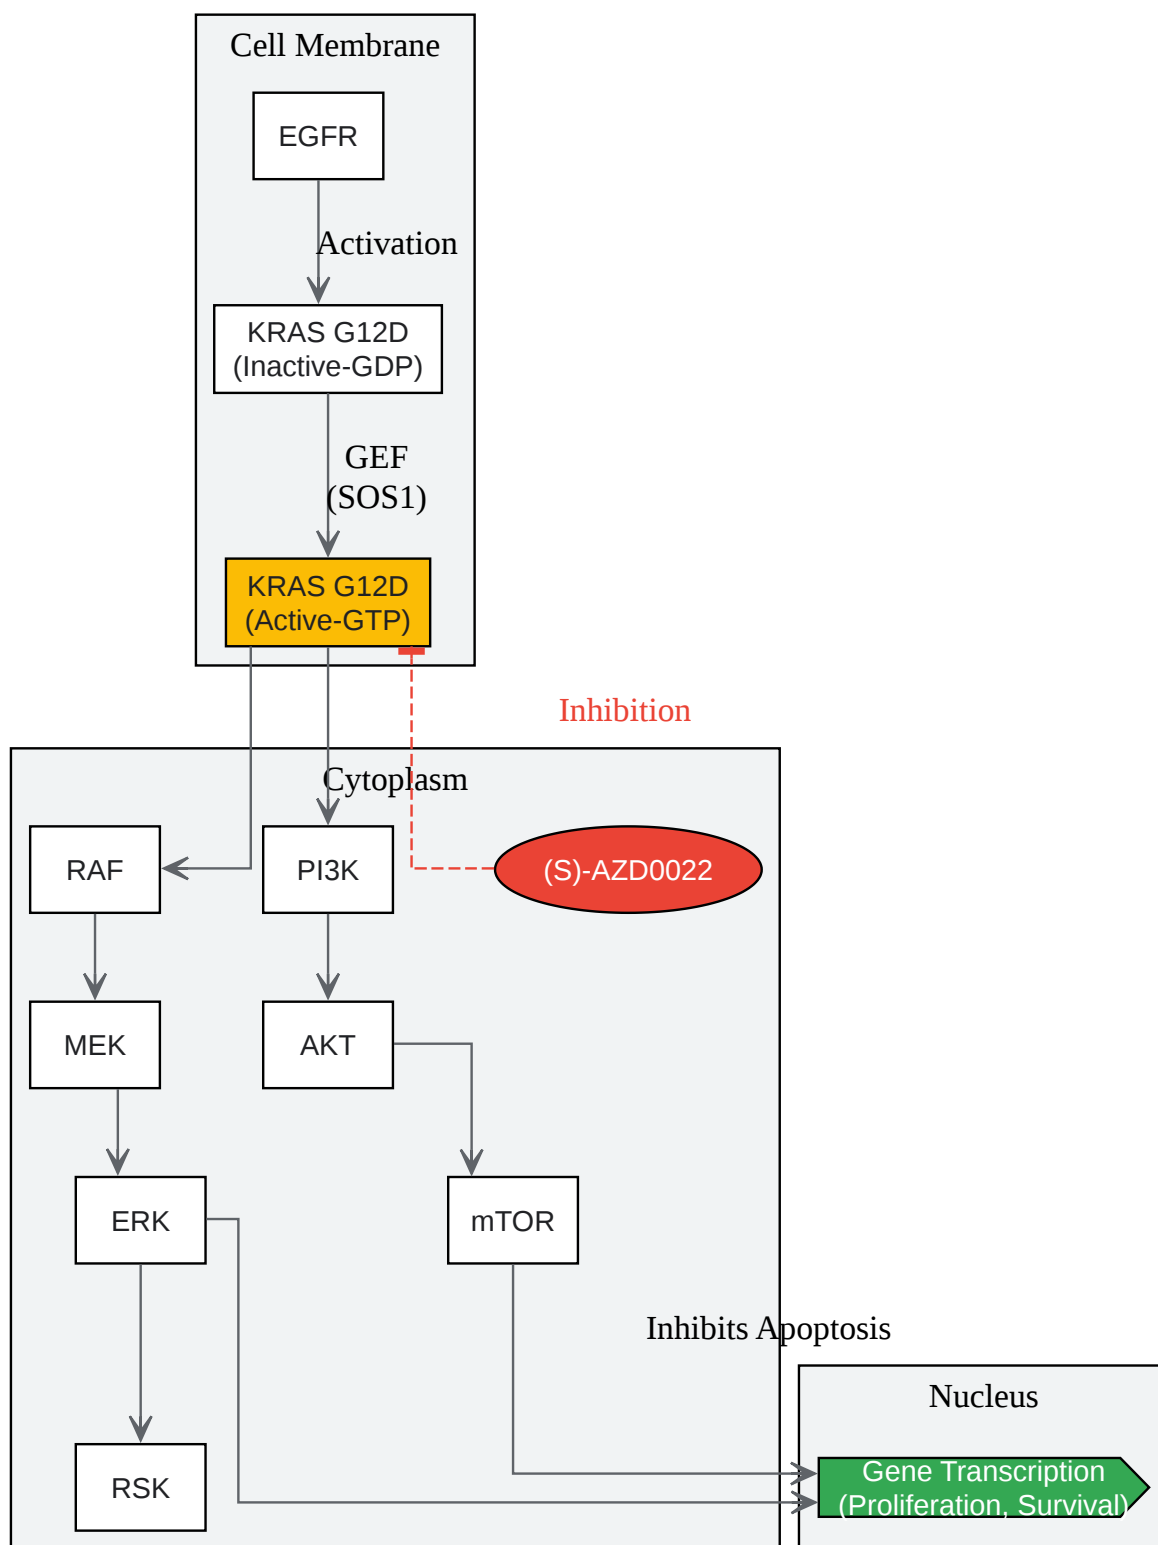 Cell Membrane
EGFR
Activation
KRAS G12D
(Inactive-GDP)
GEF
(SOS1)
KRAS G12D
(Active-GTP)
Inhibition
Cytoplasm
RAF
PI3K
(S)-AZD0022
MEK
AKT
ERK
mTOR
Inhibits Apoptosis
Nucleus
RSK
Gene Transcription
(Proliferation, Survival)